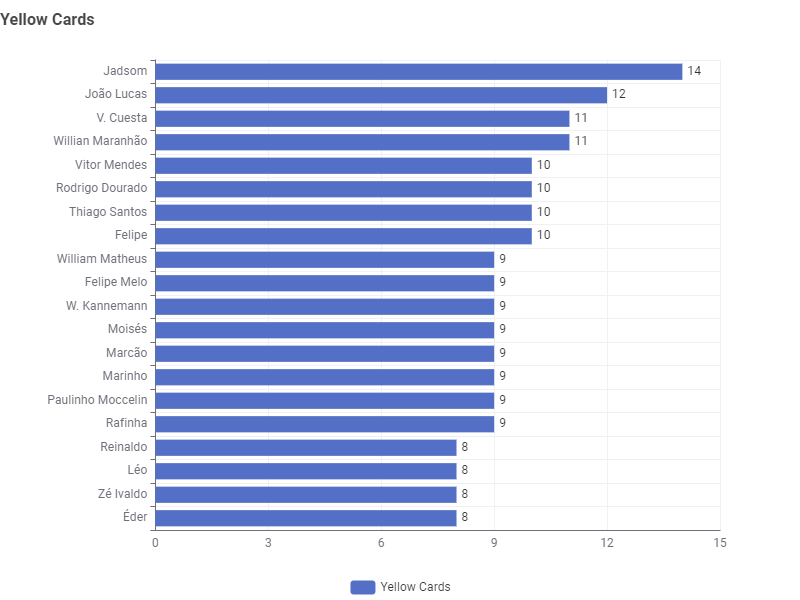 Yellow Cards
Jadsom 14
João Lucas 12
V. Cuesta 11
Willian Maranhão 11
Vitor Mendes 10
Rodrigo Dourado 10
Thiago Santos 10
Felipe 10
William Matheus 9
Felipe Melo 9
W. Kannemann 9
Moisés 9
Marcão 9
Marinho 9
Paulinho Moccelin 9
Rafinha 9
Reinaldo 8
Léo 8
Zé Ivaldo 8
Éder 8
0 3 6 9 12 15
Yellow Cards